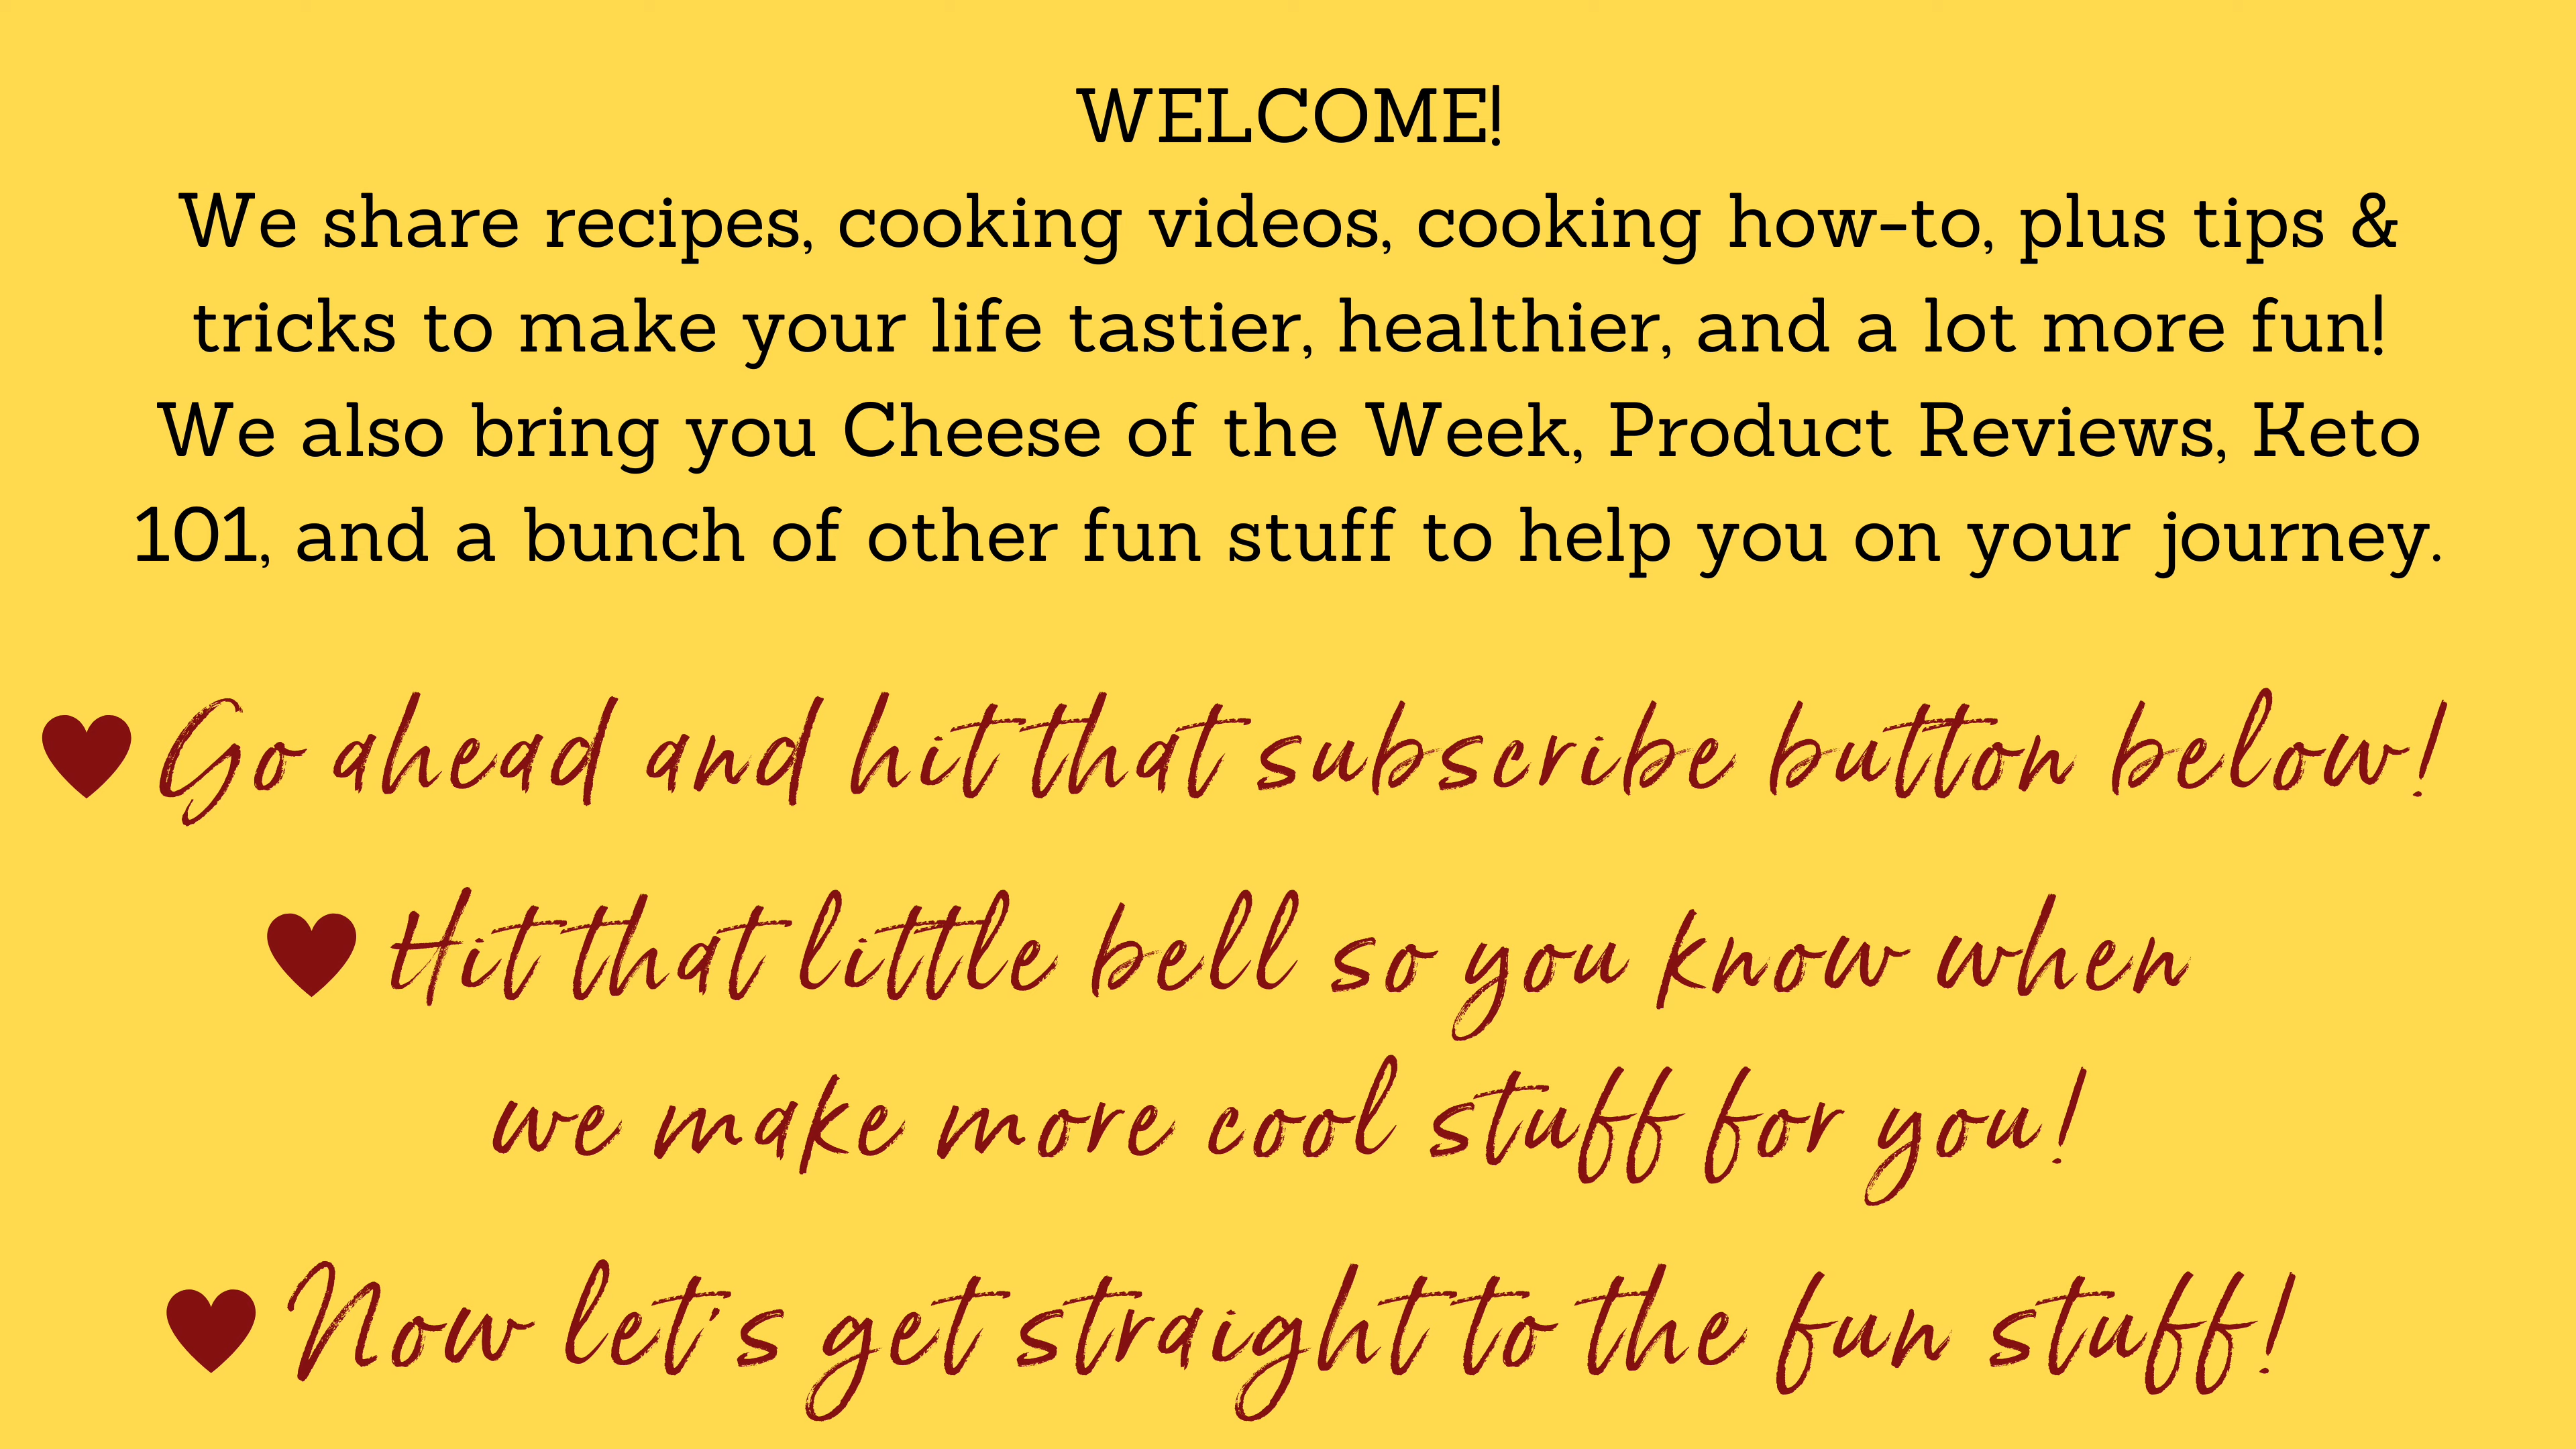 WELCOME!
We share recipes, cooking videos, cooking how-to, plus tips &
tricks to make your life tastier, healthier, and a lot more fun!
We also bring you Cheese of the Week, Product Reviews, Keto
101, and a bunch of other fun stuff to help you on your journey.
Go ahead and hit that subscribe button below!
Hit that little bell so you know when
we make more cool stuff for you!
Now let's get straight to the fun stuff!